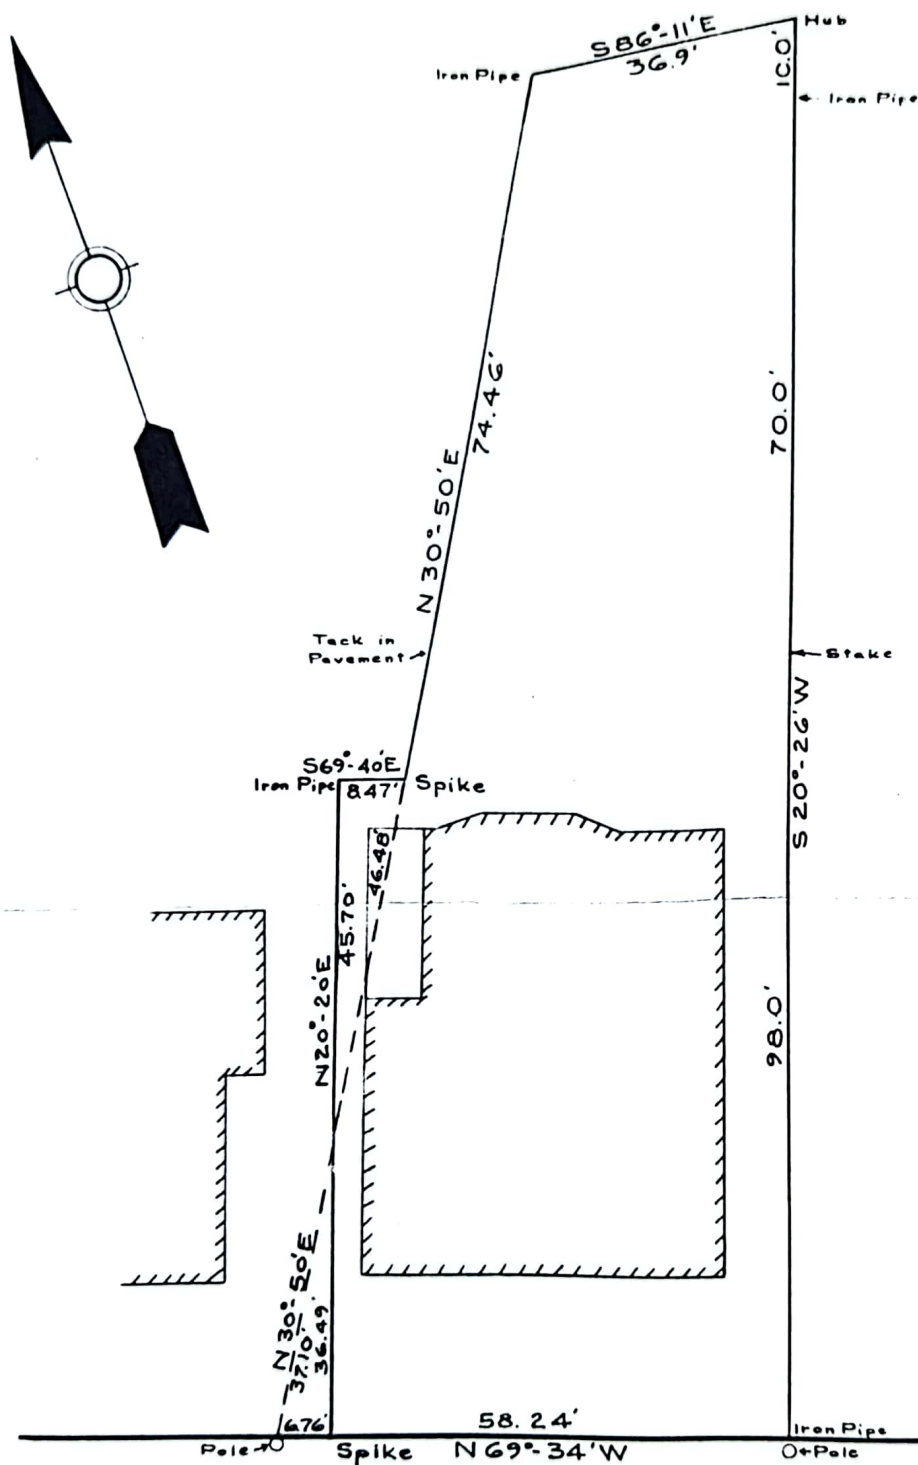 Hub
S86°-11'E
36.9'
Iron Pipe
10.0'
Iron Pipe
74.46'
N 30°-50'E
70.0'
Tack in
Pavement
Stake
S 20°-26'W
S69°-40'E
Iron Pipe
8.47'
Spike
46.48'
45.70'
N20°-20'E
98.0'
N 30°-50'E
37.10'
36.49'
6.76'
58.24'
Iron Pipe
Pole
Spike
N 69°-34'W
Pole